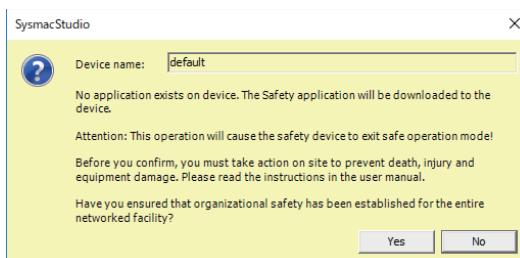 SysmacStudio
Device name: default
No application exists on device. The Safety application will be downloaded to the
device.
Attention: This operation will cause the safety device to exit safe operation mode!
Before you confirm, you must take action on site to prevent death, injury and
equipment damage. Please read the instructions in the user manual.
Have you ensured that organizational safety has been established for the entire
networked facility?
Yes No